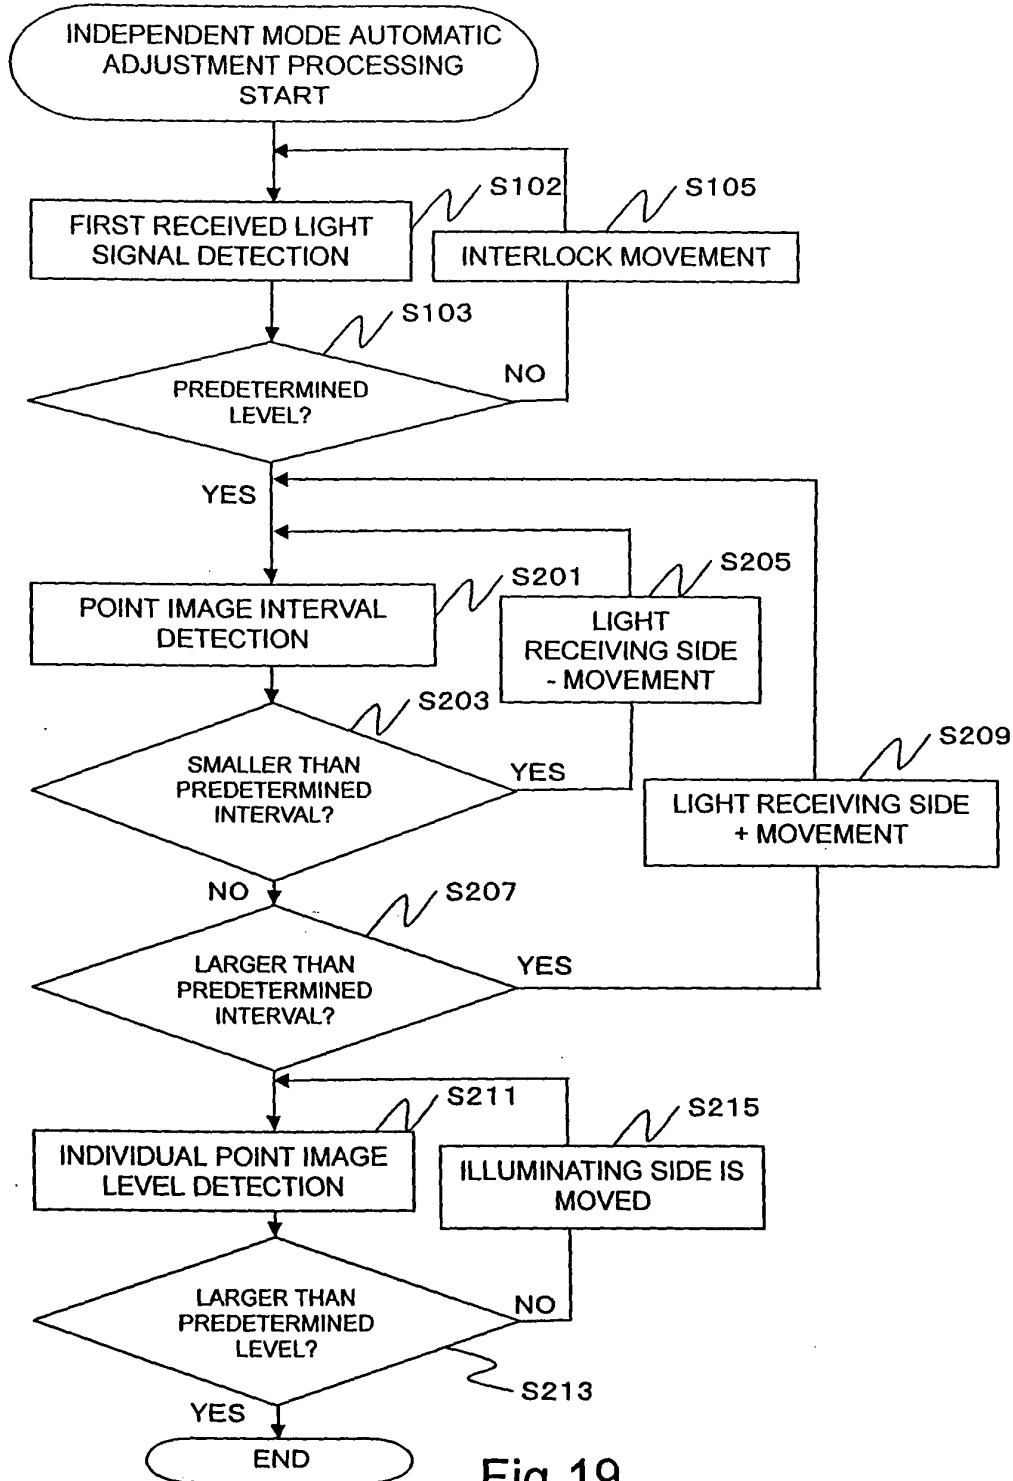 INDEPENDENT MODE AUTOMATIC
ADJUSTMENT PROCESSING
START
S102
S105
FIRST RECEIVED LIGHT
SIGNAL DETECTION
INTERLOCK MOVEMENT
S103
PREDETERMINED
LEVEL?
NO
YES
S201
S205
POINT IMAGE INTERVAL
DETECTION
LIGHT
RECEIVING SIDE
- MOVEMENT
S203
S209
SMALLER THAN
PREDETERMINED
INTERVAL?
YES
LIGHT RECEIVING SIDE
+ MOVEMENT
NO
S207
LARGER THAN
PREDETERMINED
INTERVAL?
YES
S211
S215
INDIVIDUAL POINT IMAGE
LEVEL DETECTION
ILLUMINATING SIDE IS
MOVED
LARGER THAN
PREDETERMINED
LEVEL?
NO
S213
YES
END
Fig.19